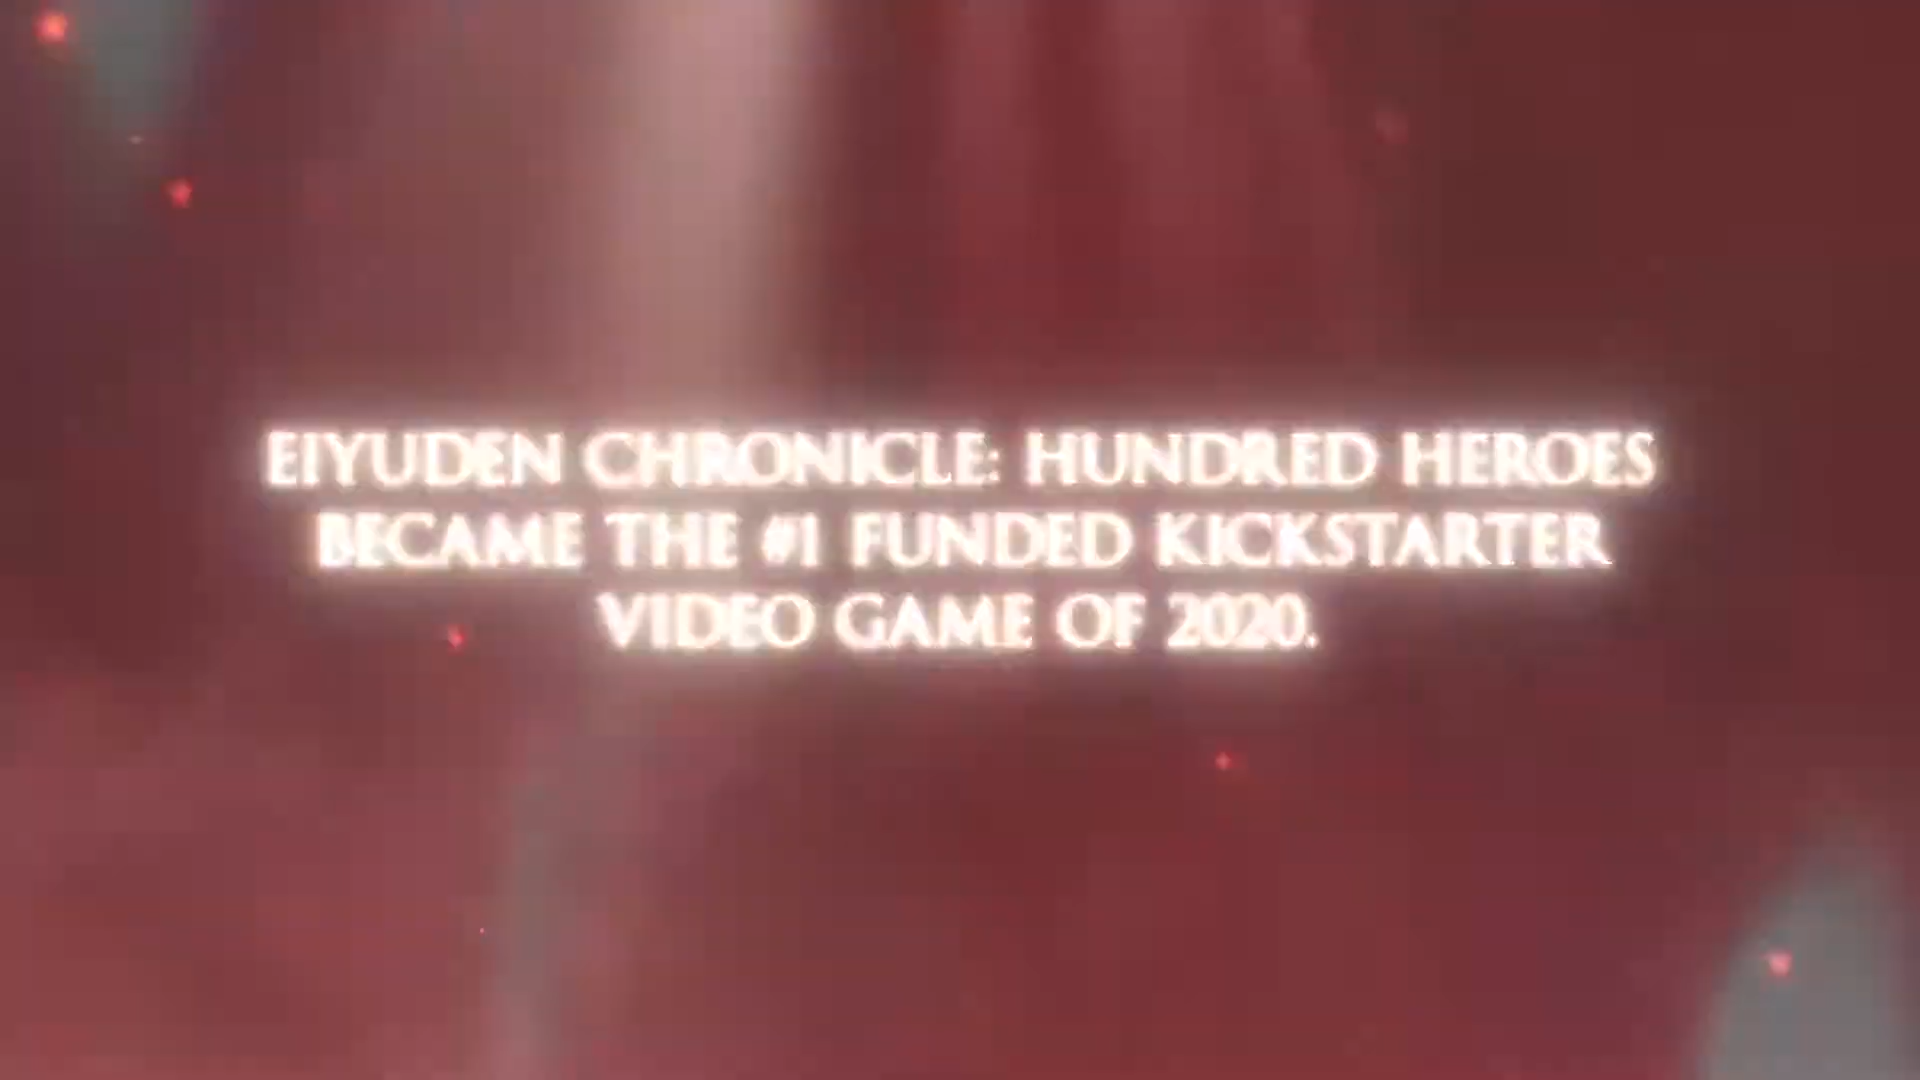 EIYUDEN CHRONICLE: HUNDRED HEROES
BECAME THE #1 FUNDED KICKSTARTER
VIDEO GAME OF 2020.